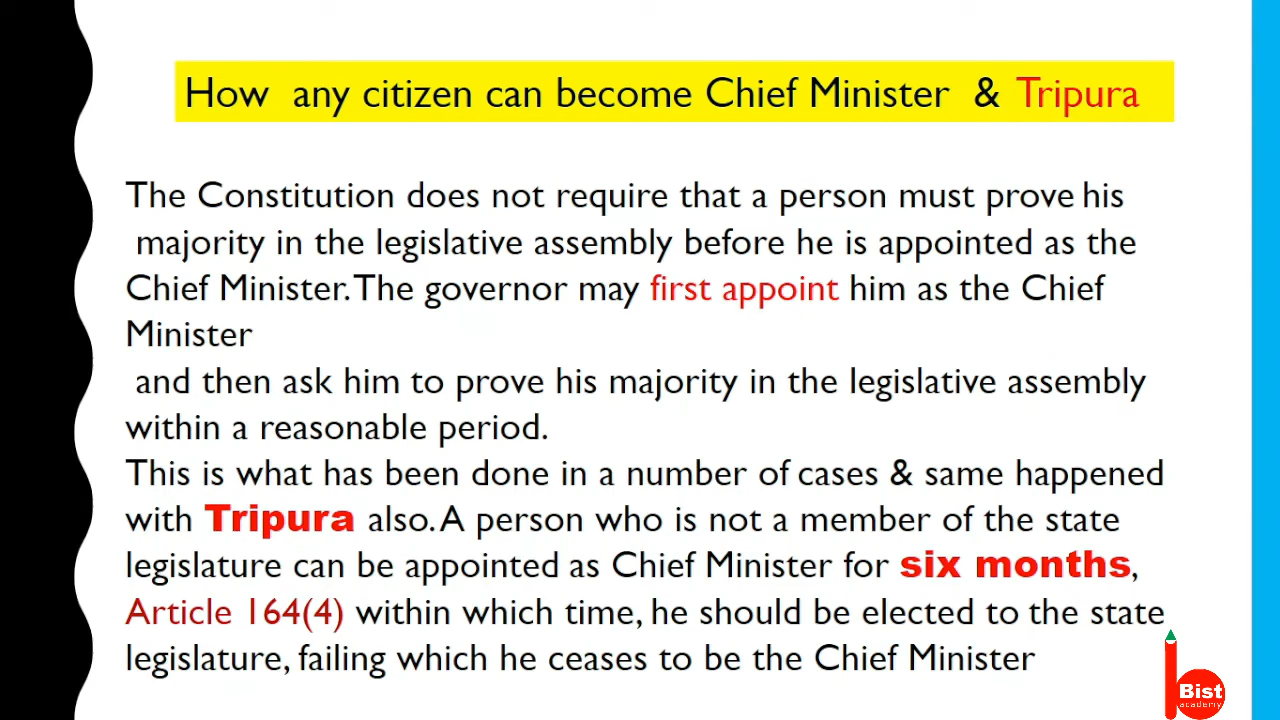 How any citizen can become Chief Minister & Tripura
The Constitution does not require that a person must prove his
majority in the legislative assembly before he is appointed as the
Chief Minister. The governor may first appoint him as the Chief
Minister
and then ask him to prove his majority in the legislative assembly
within a reasonable period.
This is what has been done in a number of cases & same happened
with Tripura also. A person who is not a member of the state
legislature can be appointed as Chief Minister for six months,
Article 164(4) within which time, he should be elected to the state
legislature, failing which he ceases to be the Chief Minister
Bist
academy